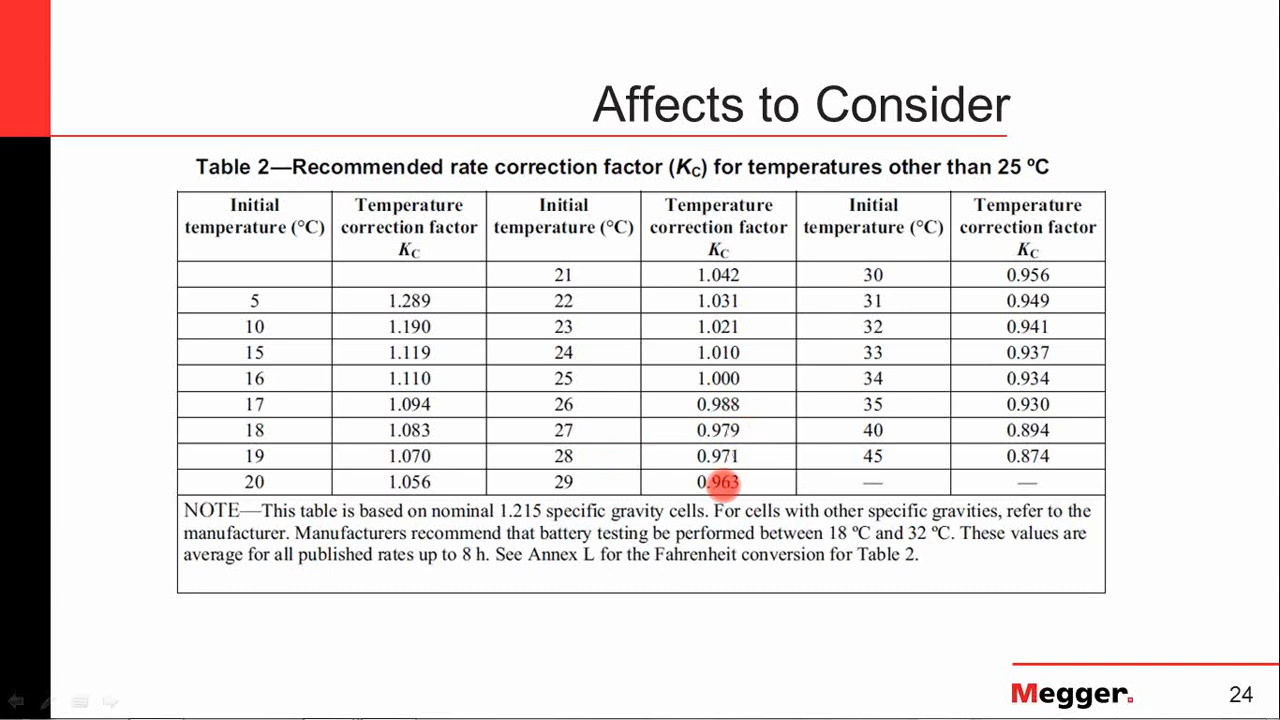 Affects to Consider
Table 2—Recommended rate correction factor (KC) for temperatures other than 25 ºC
Initial temperature (°C) Temperature correction factor KC Initial temperature (°C) Temperature correction factor KC Initial temperature (°C) Temperature correction factor KC
21 1.042 30 0.956
5 1.289 22 1.031 31 0.949
10 1.190 23 1.021 32 0.941
15 1.119 24 1.010 33 0.937
16 1.110 25 1.000 34 0.934
17 1.094 26 0.988 35 0.930
18 1.083 27 0.979 40 0.894
19 1.070 28 0.971 45 0.874
20 1.056 29 0.963 — —
NOTE—This table is based on nominal 1.215 specific gravity cells. For cells with other specific gravities, refer to the
manufacturer. Manufacturers recommend that battery testing be performed between 18 ºC and 32 ºC. These values are
average for all published rates up to 8 h. See Annex L for the Fahrenheit conversion for Table 2.
Megger.
24